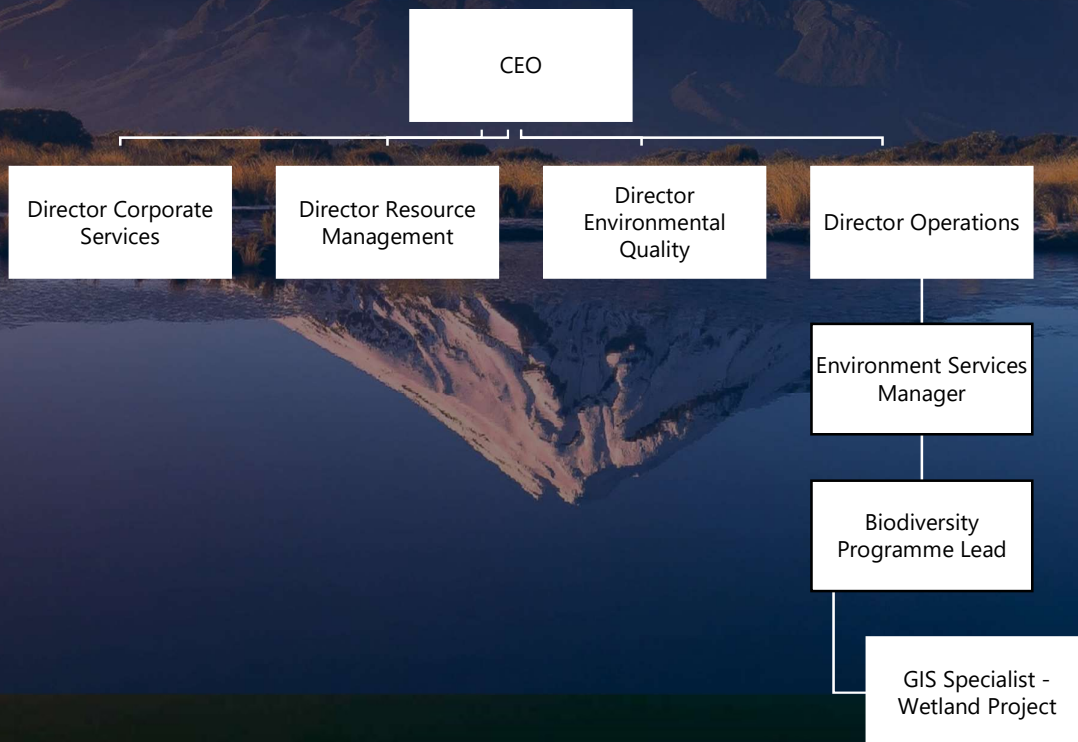 CEO
Director Corporate
Services
Director Resource
Management
Director
Environmental
Quality
Director Operations
Environment Services
Manager
Biodiversity
Programme Lead
GIS Specialist -
Wetland Project